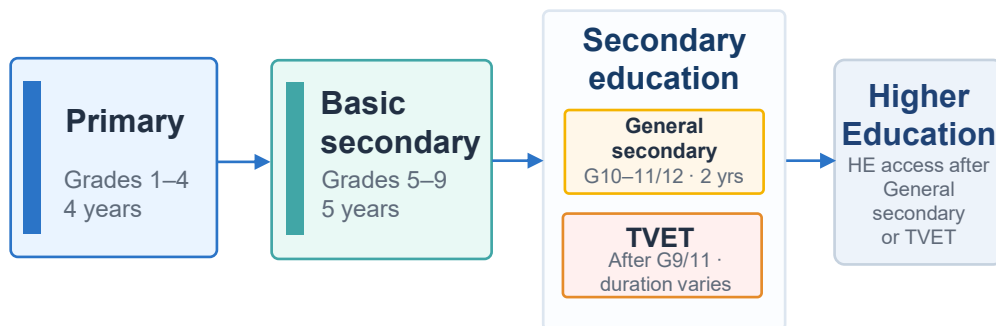 Primary
Grades 1–4
4 years
Basic
secondary
Grades 5–9
5 years
Secondary
education
General
secondary
G10–11/12 · 2 yrs
TVET
After G9/11 ·
duration varies
Higher
Education
HE access after
General
secondary
or TVET